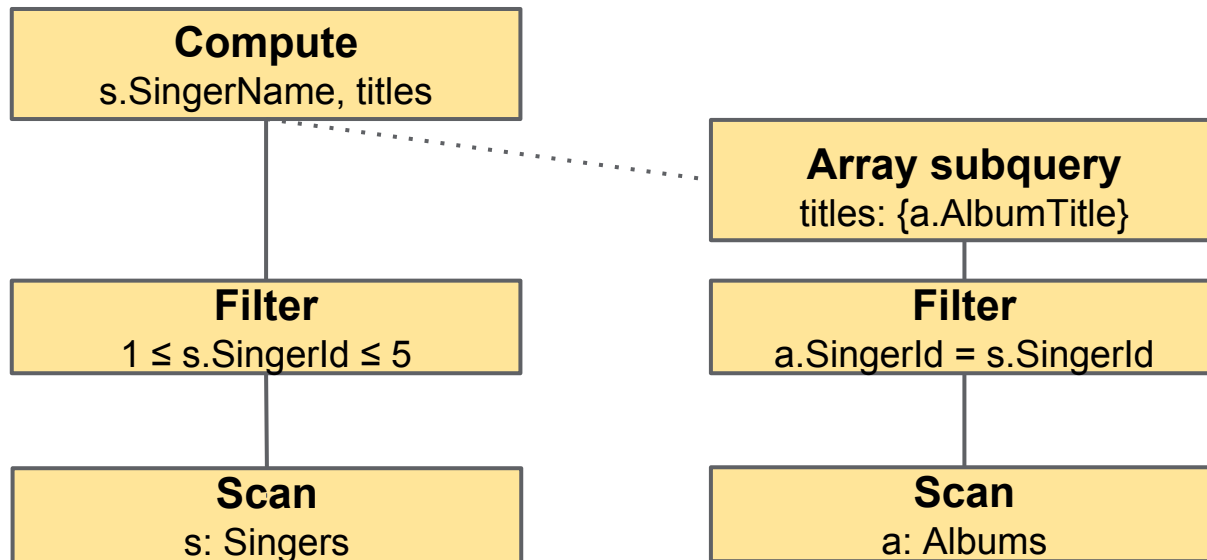 Compute
s.SingerName, titles
Array subquery
titles: {a.AlbumTitle}
Filter
1 ≤ s.SingerId ≤ 5
Filter
a.SingerId = s.SingerId
Scan
s: Singers
Scan
a: Albums